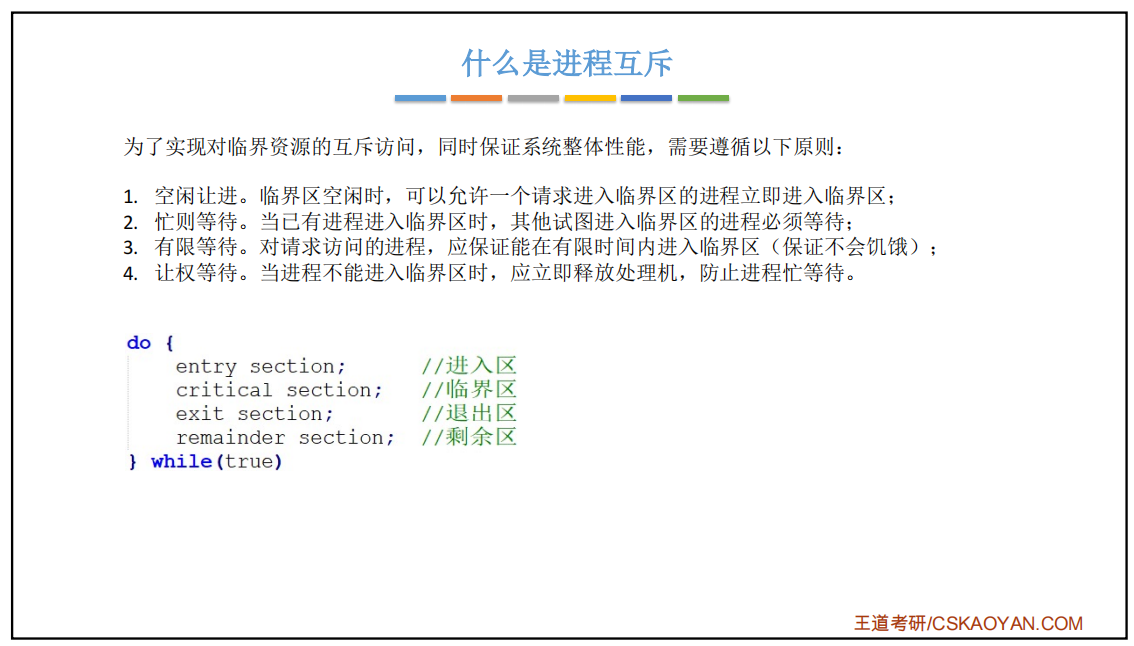 什么是进程互斥
为了实现对临界资源的互斥访问，同时保证系统整体性能，需要遵循以下原则：
1. 空闲让进。临界区空闲时，可以允许一个请求进入临界区的进程立即进入临界区；
2. 忙则等待。当已有进程进入临界区时，其他试图进入临界区的进程必须等待；
3. 有限等待。对请求访问的进程，应保证能在有限时间内进入临界区（保证不会饥饿）；
4. 让权等待。当进程不能进入临界区时，应立即释放处理机，防止进程忙等待。
do {
    entry section;      //进入区
    critical section;   //临界区
    exit section;       //退出区
    remainder section;  //剩余区
} while(true)
王道考研/CSKAOYAN.COM